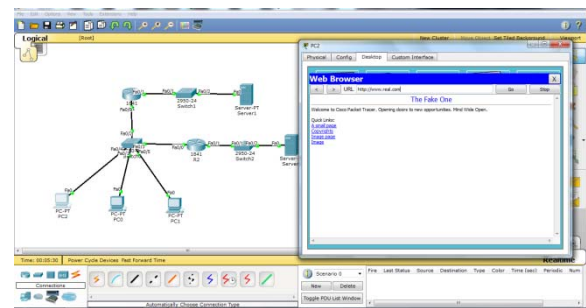 New Cluster
Move Object
Set Tiled Background
Viewport
Logical
[Root]
PC2
Physical
Config
Desktop
Custom Interface
Web Browser
X
<
>
URL
http://www.real.com
Go
Stop
The Fake One
Welcome to Cisco Packet Tracer. Opening doors to new opportunities. Mind Wide Open.
Quick Links:
A small page
Copyrights
Image page
Image
1841
2950-24
Switch1
Server-PT
Server1
1841
R2
2950-24
Switch2
Server
PC-PT
PC2
PC-PT
PC0
PC-PT
PC1
Time: 00:05:30
Power Cycle Devices
Fast Forward Time
Realtime
Connections
Automatically Choose Connection Type
Scenario 0
New
Delete
Toggle PDU List Window
Fire
Last Status
Source
Destination
Type
Color
Time (sec)
Periodic
Num